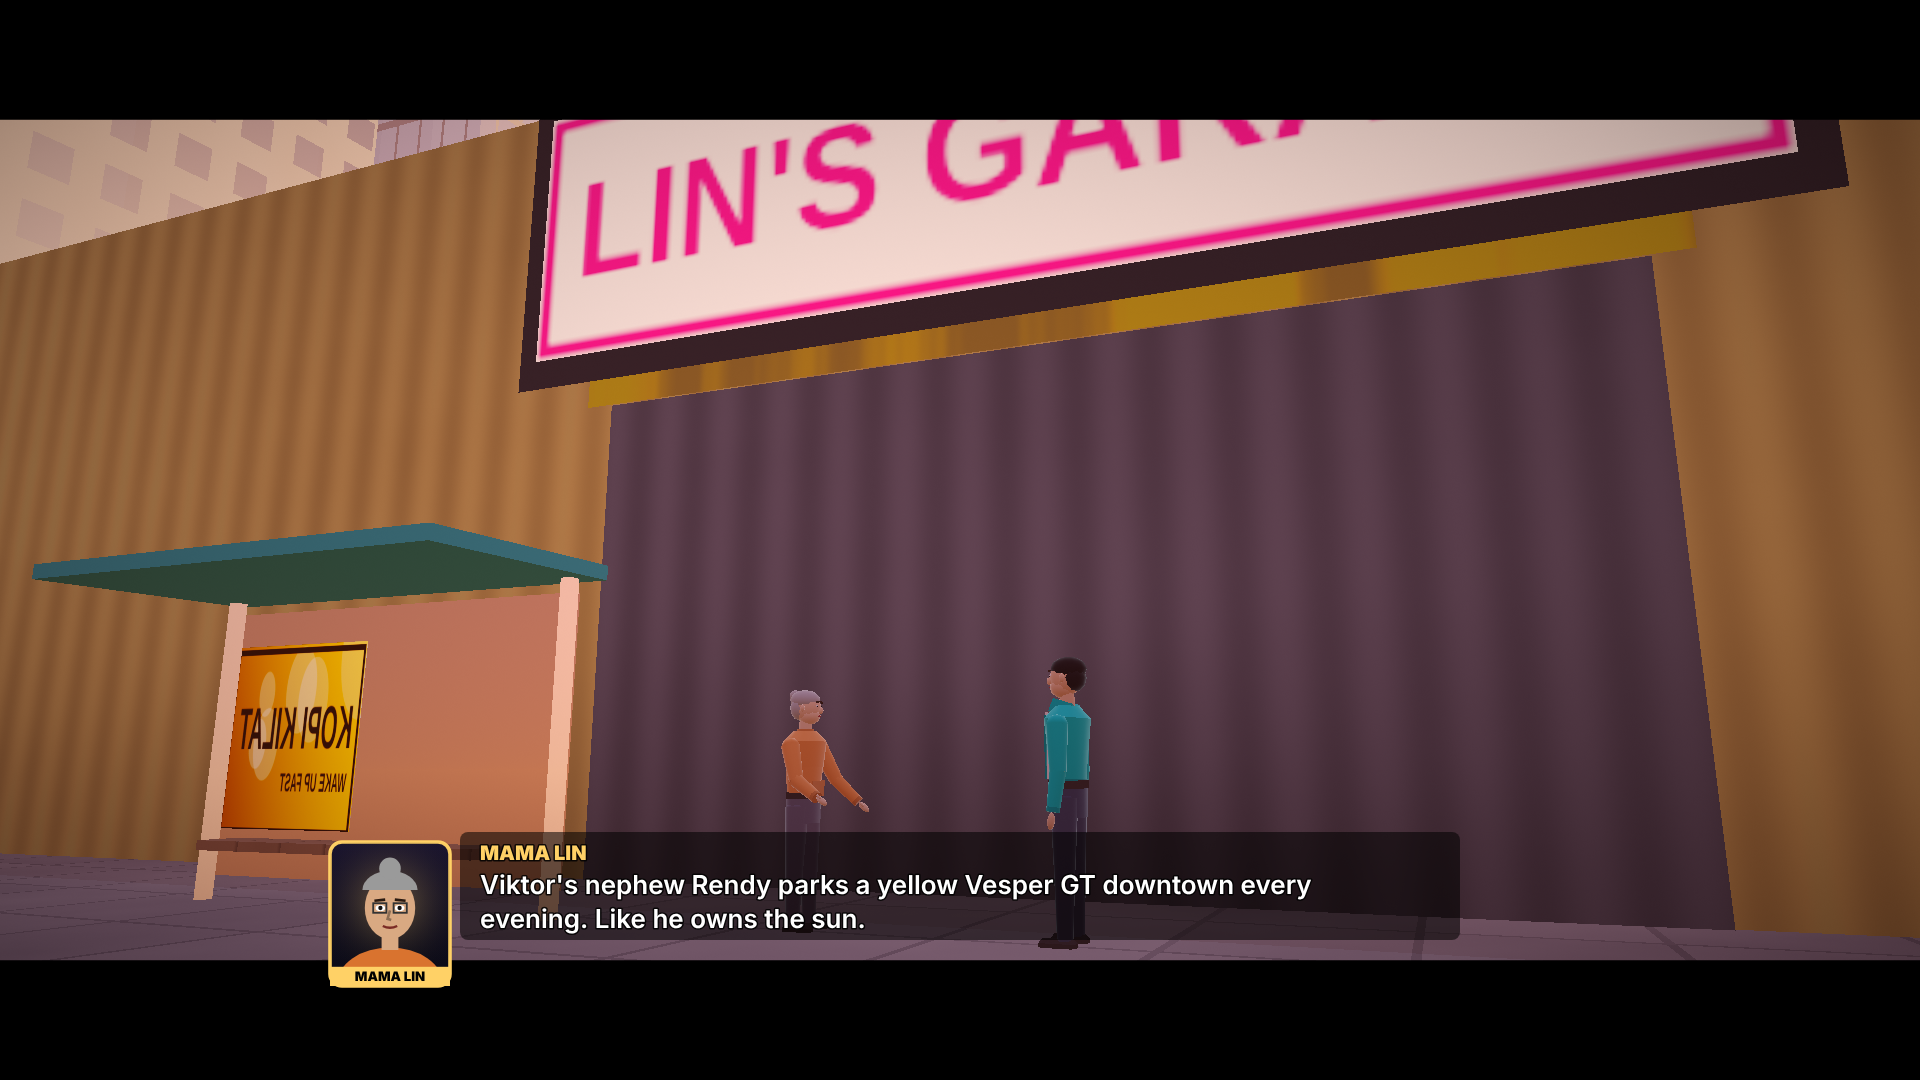 LIN'S GARA
KOPI KILAT
WAKE UP FAST
MAMA LIN
Viktor's nephew Rendy parks a yellow Vesper GT downtown every
evening. Like he owns the sun.
MAMA LIN